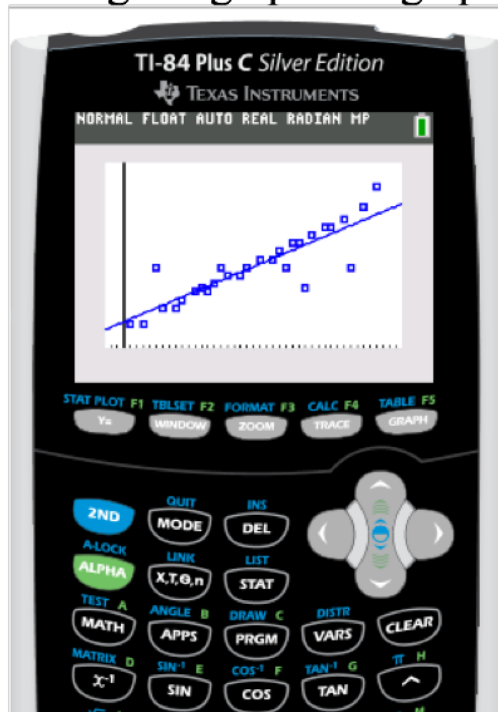 TI-84 Plus C Silver Edition
TEXAS INSTRUMENTS
NORMAL FLOAT AUTO REAL RADIAN MP
STAT PLOT F1 TBLSET F2 FORMAT F3 CALC F4 TABLE F5
Y= WINDOW ZOOM TRACE GRAPH
QUIT INS
2ND MODE DEL
A-LOCK LINK LIST
ALPHA X,T,θ,n STAT
TEST A ANGLE B DRAW C DISTR
MATH APPS PRGM VARS CLEAR
MATRIX D SIN⁻¹ E COS⁻¹ F TAN⁻¹ G π H
x⁻¹ SIN COS TAN ^